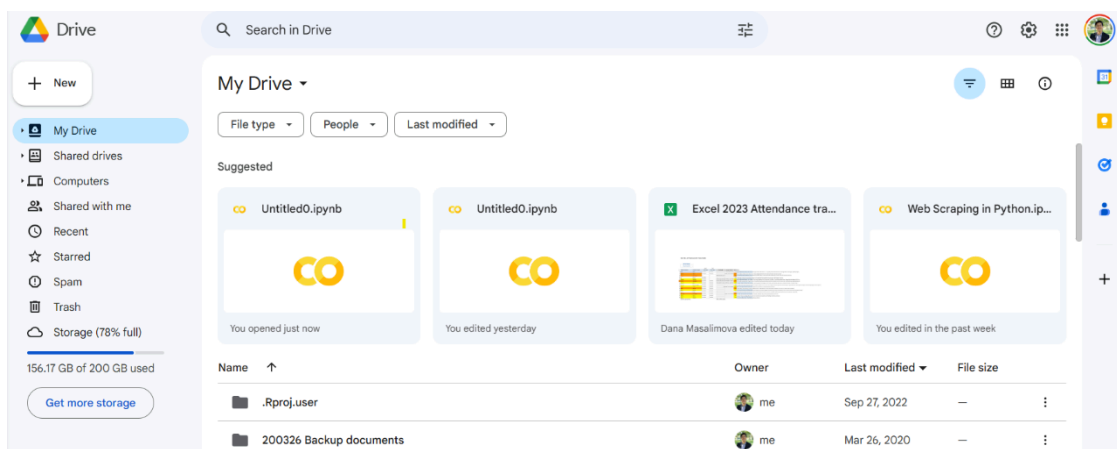 Drive
Search in Drive
New
My Drive
Shared drives
Computers
Shared with me
Recent
Starred
Spam
Trash
Storage (78% full)
156.17 GB of 200 GB used
Get more storage
My Drive
File type
People
Last modified
Suggested
Untitled0.ipynb
You opened just now
Untitled0.ipynb
You edited yesterday
Excel 2023 Attendance tra...
Dana Masalimova edited today
Web Scraping in Python.ip...
You edited in the past week
Name Owner Last modified File size
.Rproj.user me Sep 27, 2022 —
200326 Backup documents me Mar 26, 2020 —
31